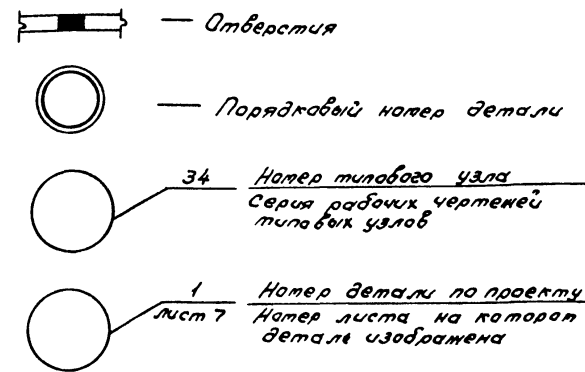 — Отверстия
— Порядковый номер детали
34 Номер типового узла
Серия рабочих чертежей
типовых узлов
1 Номер детали по проекту
лист 7 Номер листа на котором
деталь изображена